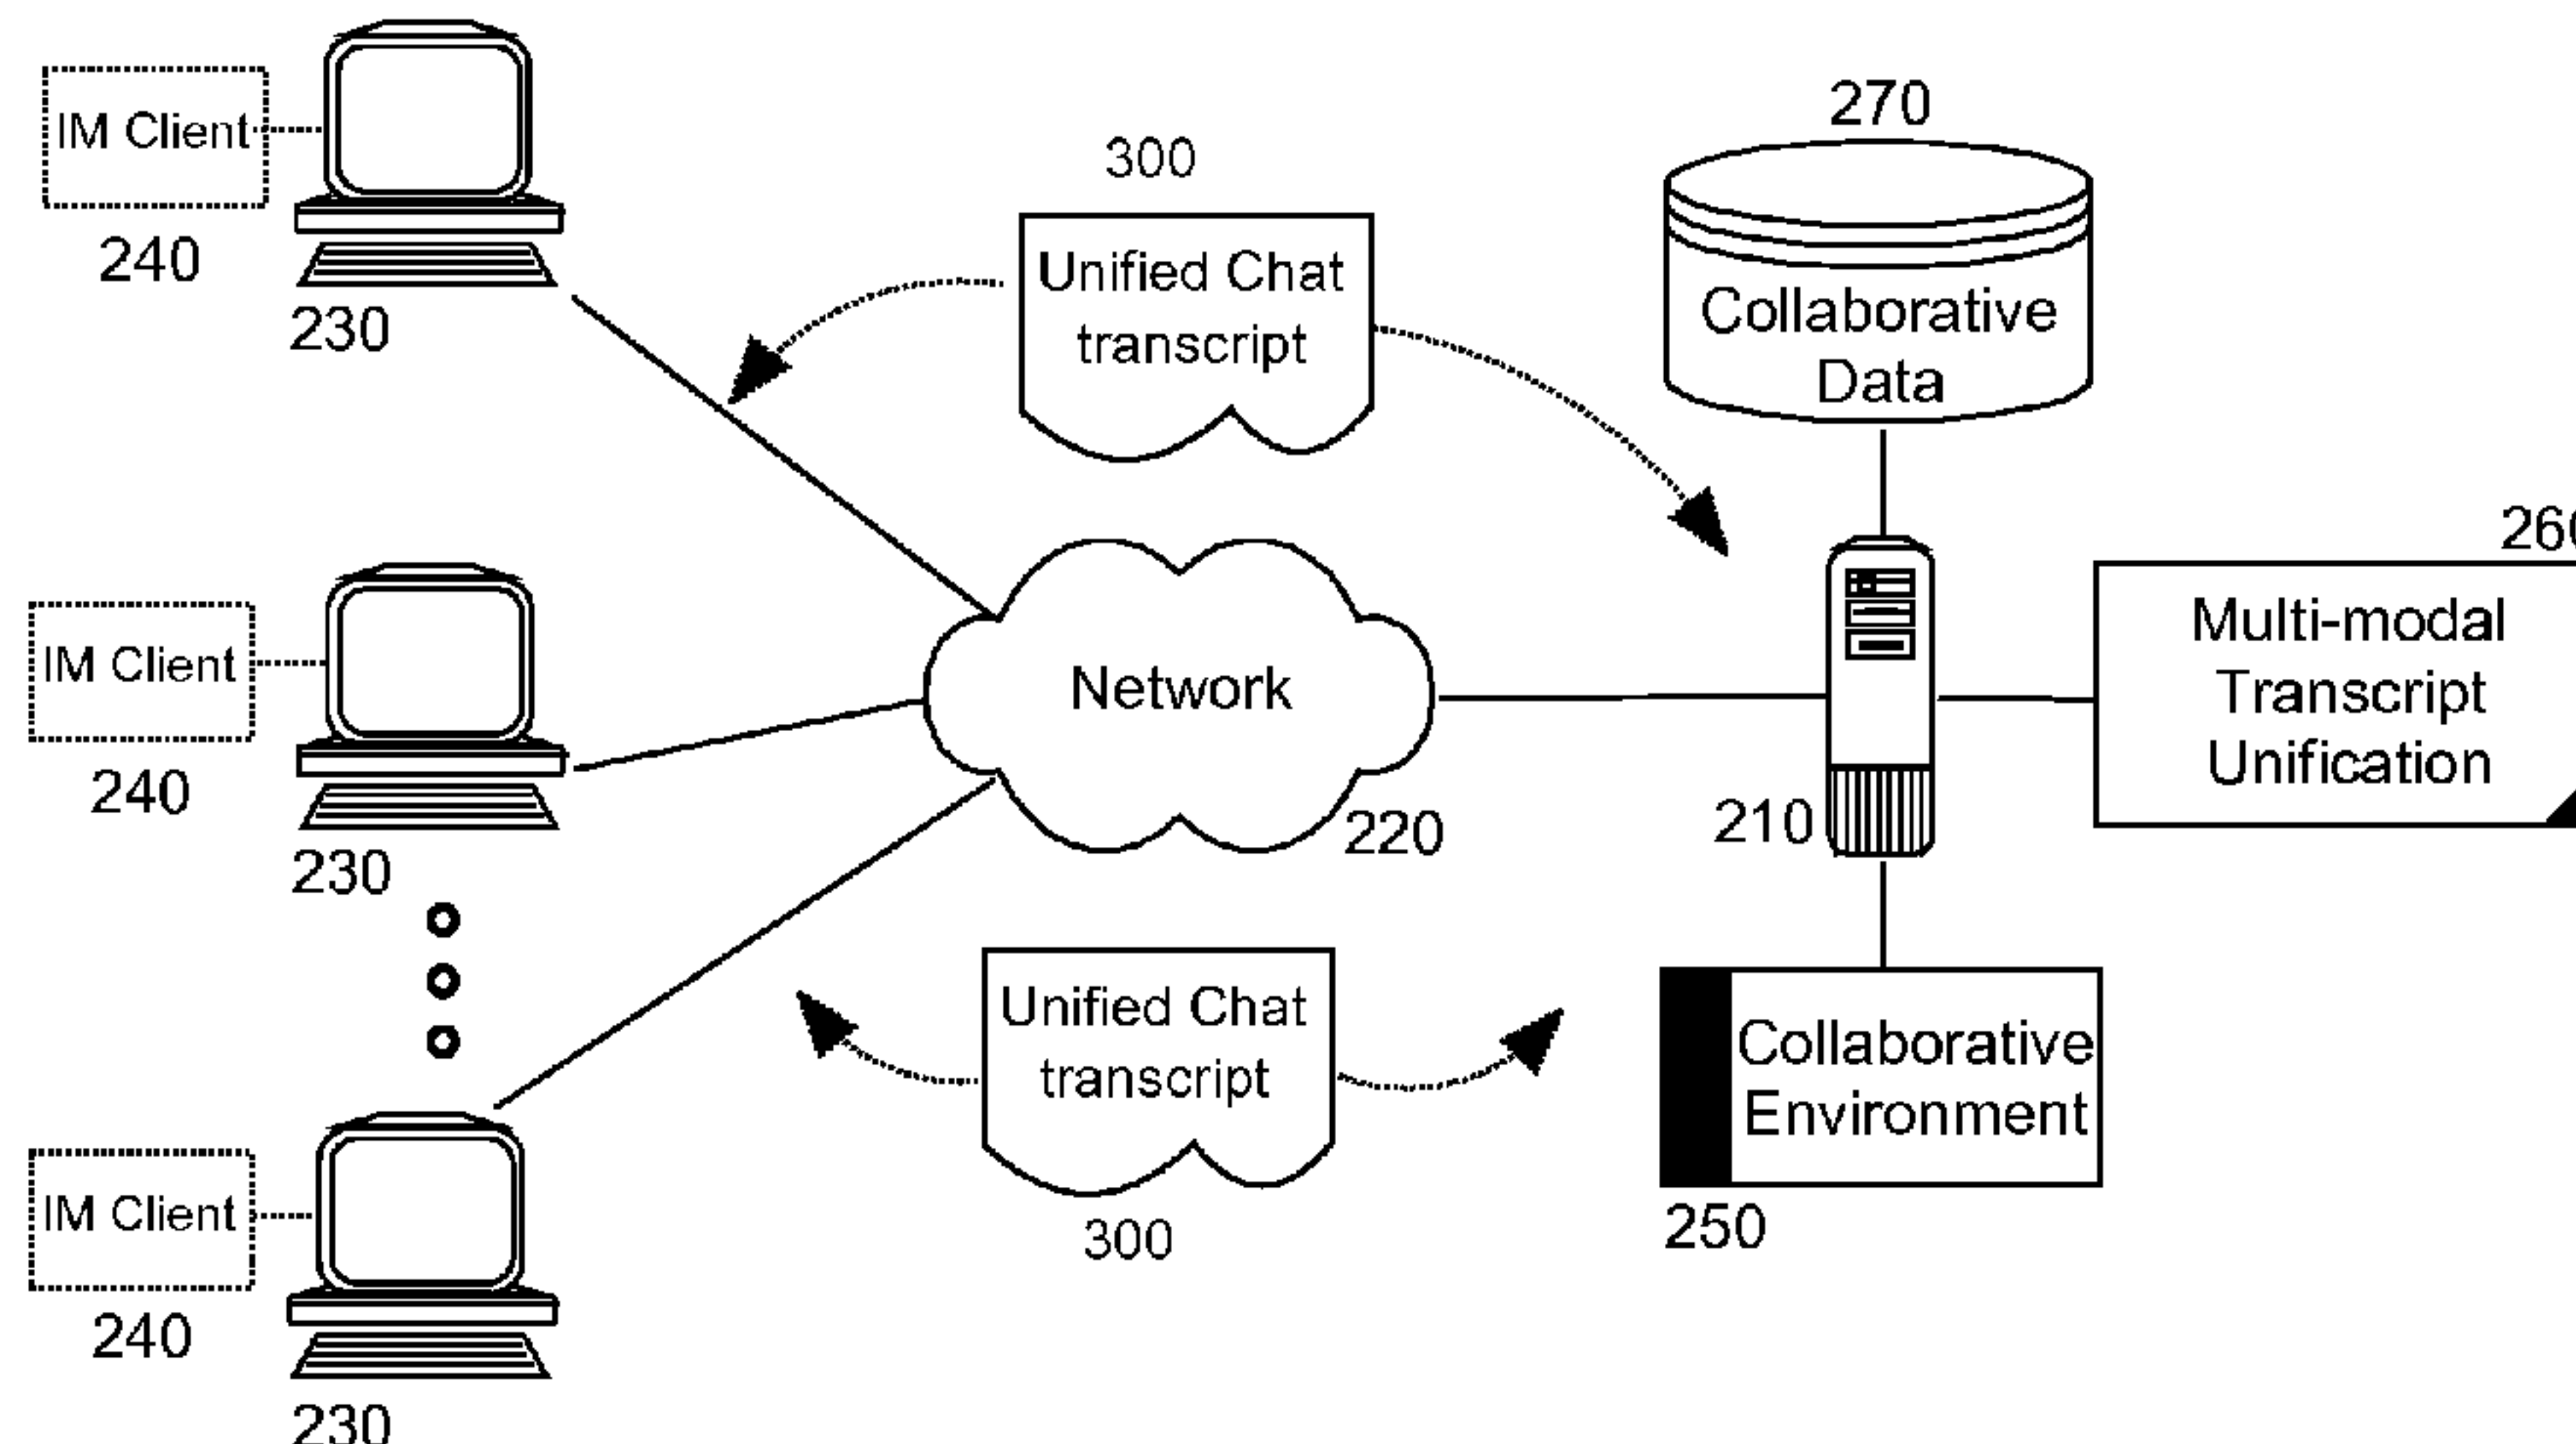 270
IM Client
300
240
Unified Chat
transcript
Collaborative
Data
230
260
IM Client
Multi-modal
Transcript
Unification
Network
240
220
210
230
Unified Chat
transcript
Collaborative
Environment
IM Client
300
250
240
230